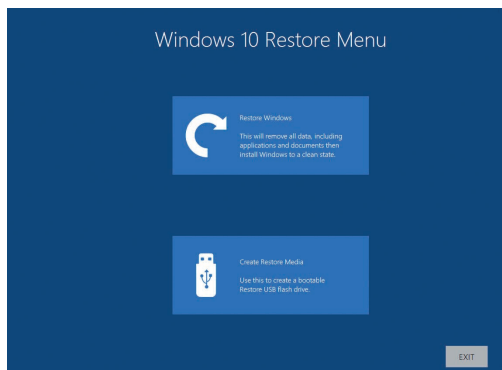 Windows 10 Restore Menu
Restore Windows
This will remove all data, including
applications and documents then
install Windows to a clean state.
Create Restore Media
Use this to create a bootable
Restore USB flash drive.
EXIT